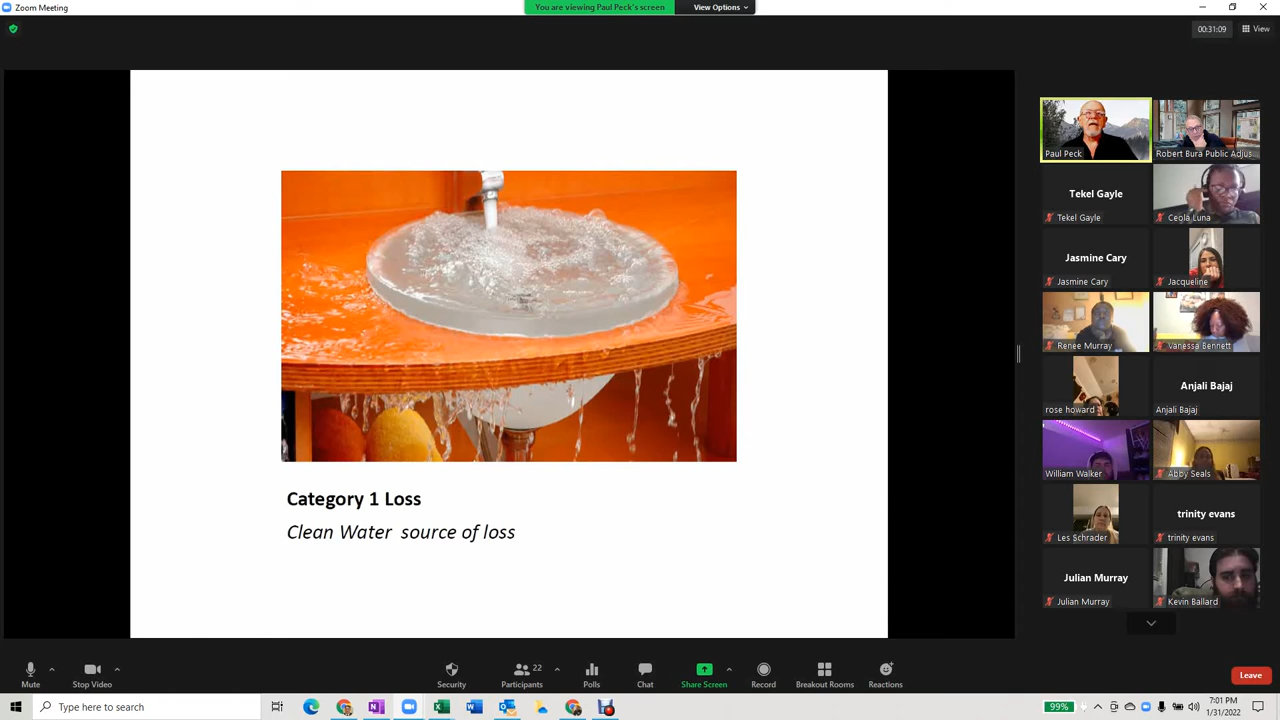 Zoom Meeting
You are viewing Paul Peck's screen
View Options
00:31:09
View
Category 1 Loss
Clean Water source of loss
Paul Peck
Robert Bura Public Adjus...
Tekel Gayle
Tekel Gayle
Ceola Luna
Jasmine Cary
Jasmine Cary
Jacqueline
Renee Murray
Vanessa Bennett
rose howard
Anjali Bajaj
Anjali Bajaj
William Walker
Abby Seals
Les Schrader
trinity evans
trinity evans
Julian Murray
Julian Murray
Kevin Ballard
Mute
Stop Video
Security
22
Participants
Polls
Chat
Share Screen
Record
Breakout Rooms
Reactions
Leave
Type here to search
99%
7:01 PM
1/31/2022